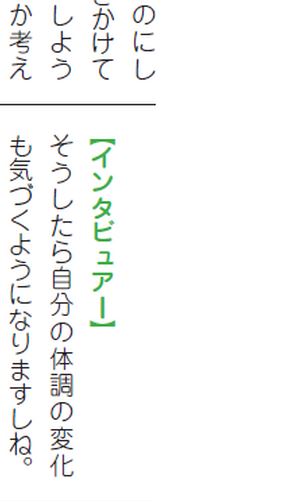 のにし
かけて
しよう
か考え
【インタビュアー】
そうしたら自分の体調の変化
も気づくようになりますしね。